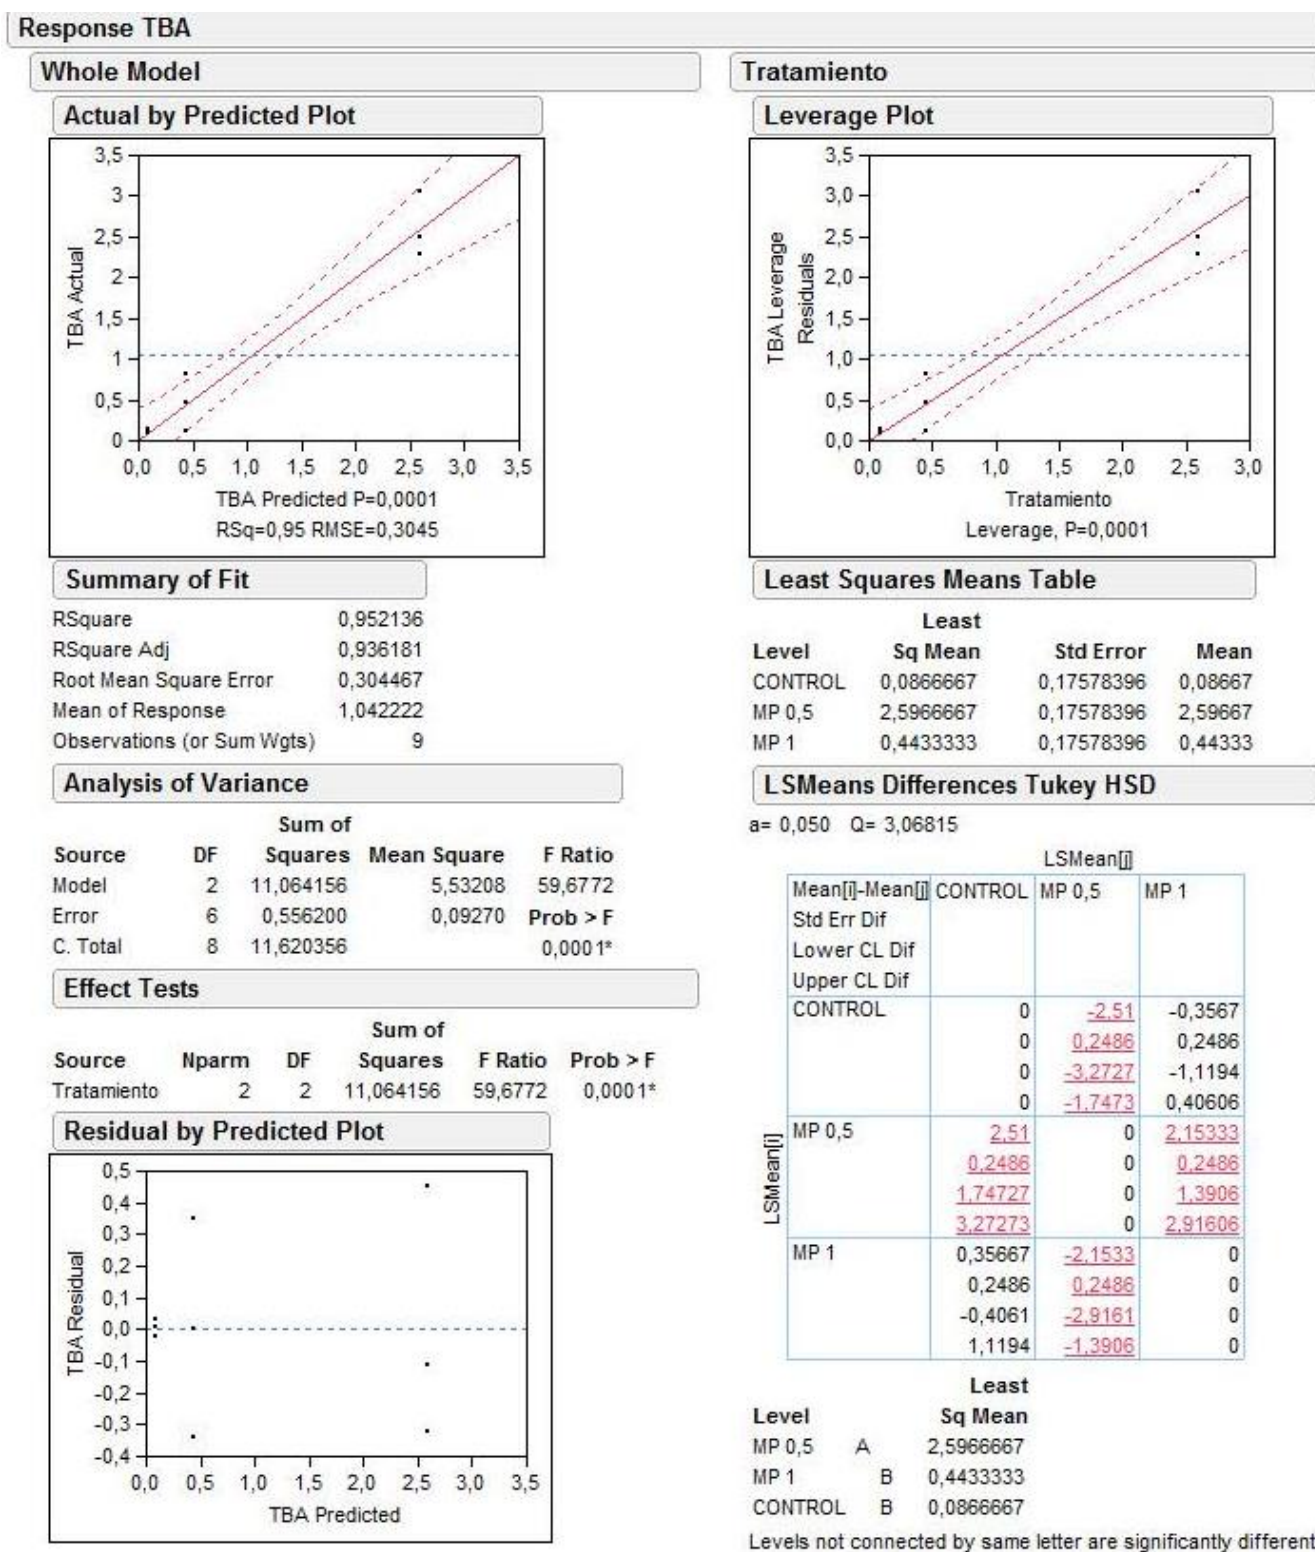 Response TBA
Whole Model
Actual by Predicted Plot
TBA Actual
3,5
3
2,5
2
1,5
1
0,5
0
0,0 0,5 1,0 1,5 2,0 2,5 3,0 3,5
TBA Predicted P=0,0001
RSq=0,95 RMSE=0,3045
Summary of Fit
RSquare 0,952136
RSquare Adj 0,936181
Root Mean Square Error 0,304467
Mean of Response 1,042222
Observations (or Sum Wgts) 9
Analysis of Variance
Sum of
Source DF Squares Mean Square F Ratio
Model 2 11,064156 5,53208 59,6772
Error 6 0,556200 0,09270 Prob > F
C. Total 8 11,620356 0,0001*
Effect Tests
Sum of
Source Nparm DF Squares F Ratio Prob > F
Tratamiento 2 2 11,064156 59,6772 0,0001*
Residual by Predicted Plot
TBA Residual
0,5
0,4
0,3
0,2
0,1
0,0
-0,1
-0,2
-0,3
-0,4
0,0 0,5 1,0 1,5 2,0 2,5 3,0 3,5
TBA Predicted
Tratamiento
Leverage Plot
TBA Leverage
Residuals
3,5
3,0
2,5
2,0
1,5
1,0
0,5
0,0
0,0 0,5 1,0 1,5 2,0 2,5 3,0
Tratamiento
Leverage, P=0,0001
Least Squares Means Table
Least
Level Sq Mean Std Error Mean
CONTROL 0,0866667 0,17578396 0,08667
MP 0,5 2,5966667 0,17578396 2,59667
MP 1 0,4433333 0,17578396 0,44333
LSMeans Differences Tukey HSD
a= 0,050 Q= 3,06815
LSMean[j]
LSMean[i]
Mean[i]-Mean[j] CONTROL MP 0,5 MP 1
Std Err Dif
Lower CL Dif
Upper CL Dif
CONTROL 0 -2,51 -0,3567
0 0,2486 0,2486
0 -3,2727 -1,1194
0 -1,7473 0,40606
MP 0,5 2,51 0 2,15333
0,2486 0 0,2486
1,74727 0 1,3906
3,27273 0 2,91606
MP 1 0,35667 -2,1533 0
0,2486 0,2486 0
-0,4061 -2,9161 0
1,1194 -1,3906 0
Least
Level Sq Mean
MP 0,5 A 2,5966667
MP 1 B 0,4433333
CONTROL B 0,0866667
Levels not connected by same letter are significantly different